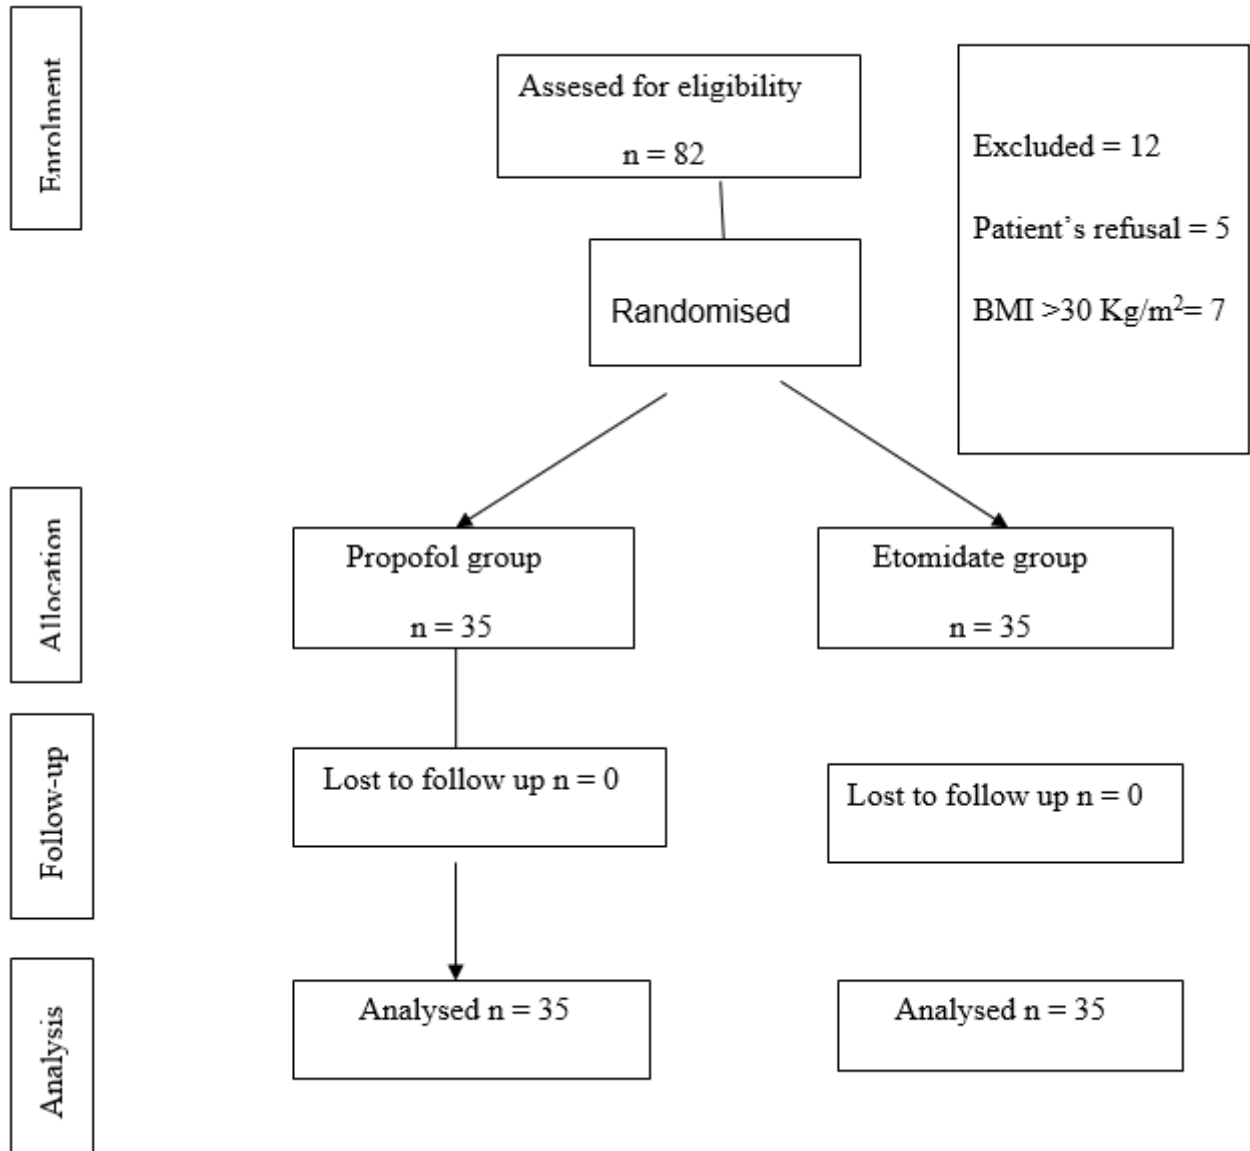 Enrolment
Assesed for eligibility
n = 82
Excluded = 12
Patient’s refusal = 5
BMI >30 Kg/m²= 7
Randomised
Allocation
Propofol group
n = 35
Etomidate group
n = 35
Follow-up
Lost to follow up n = 0
Lost to follow up n = 0
Analysis
Analysed n = 35
Analysed n = 35